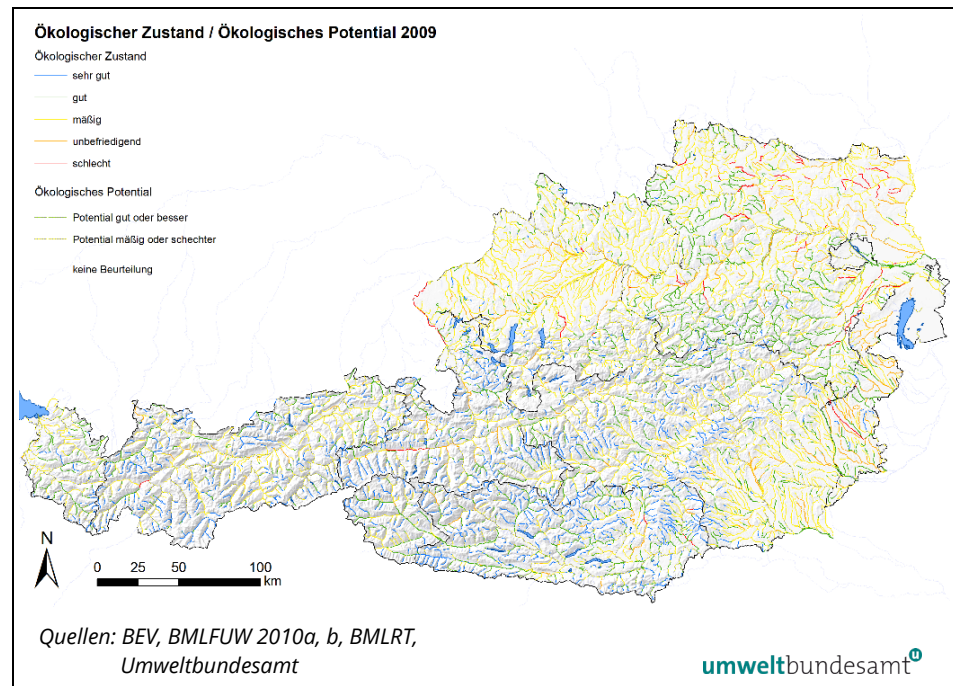 Ökologischer Zustand / Ökologisches Potential 2009
Ökologischer Zustand
sehr gut
gut
mäßig
unbefriedigend
schlecht
Ökologisches Potential
Potential gut oder besser
Potential mäßig oder schechter
keine Beurteilung
N
0 25 50 100
km
Quellen: BEV, BMLFUW 2010a, b, BMLRT,
Umweltbundesamt
umweltbundesamt